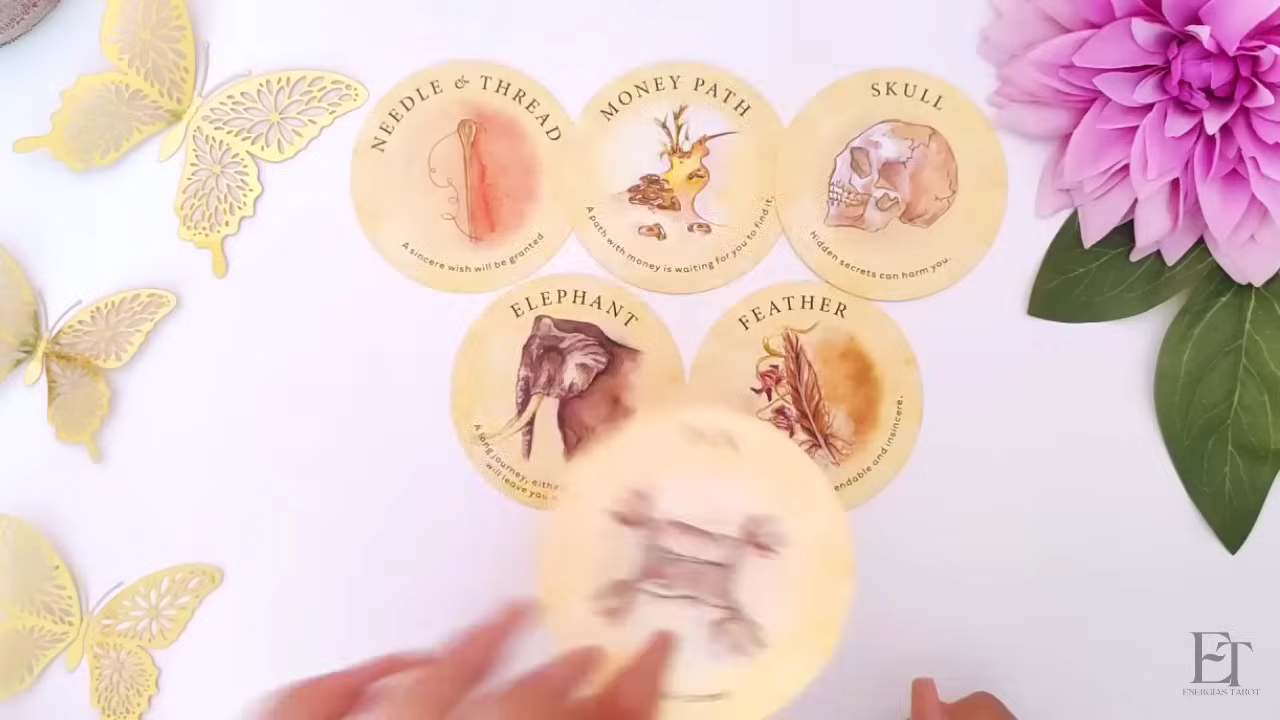 NEEDLE & THREAD
A sincere wish will be granted
MONEY PATH
A path with money is waiting for you to find it.
SKULL
Hidden secrets can harm you.
ELEPHANT
A long journey, either
will leave you
FEATHER
endable and insincere.
ET
ENERGIAS TAROT